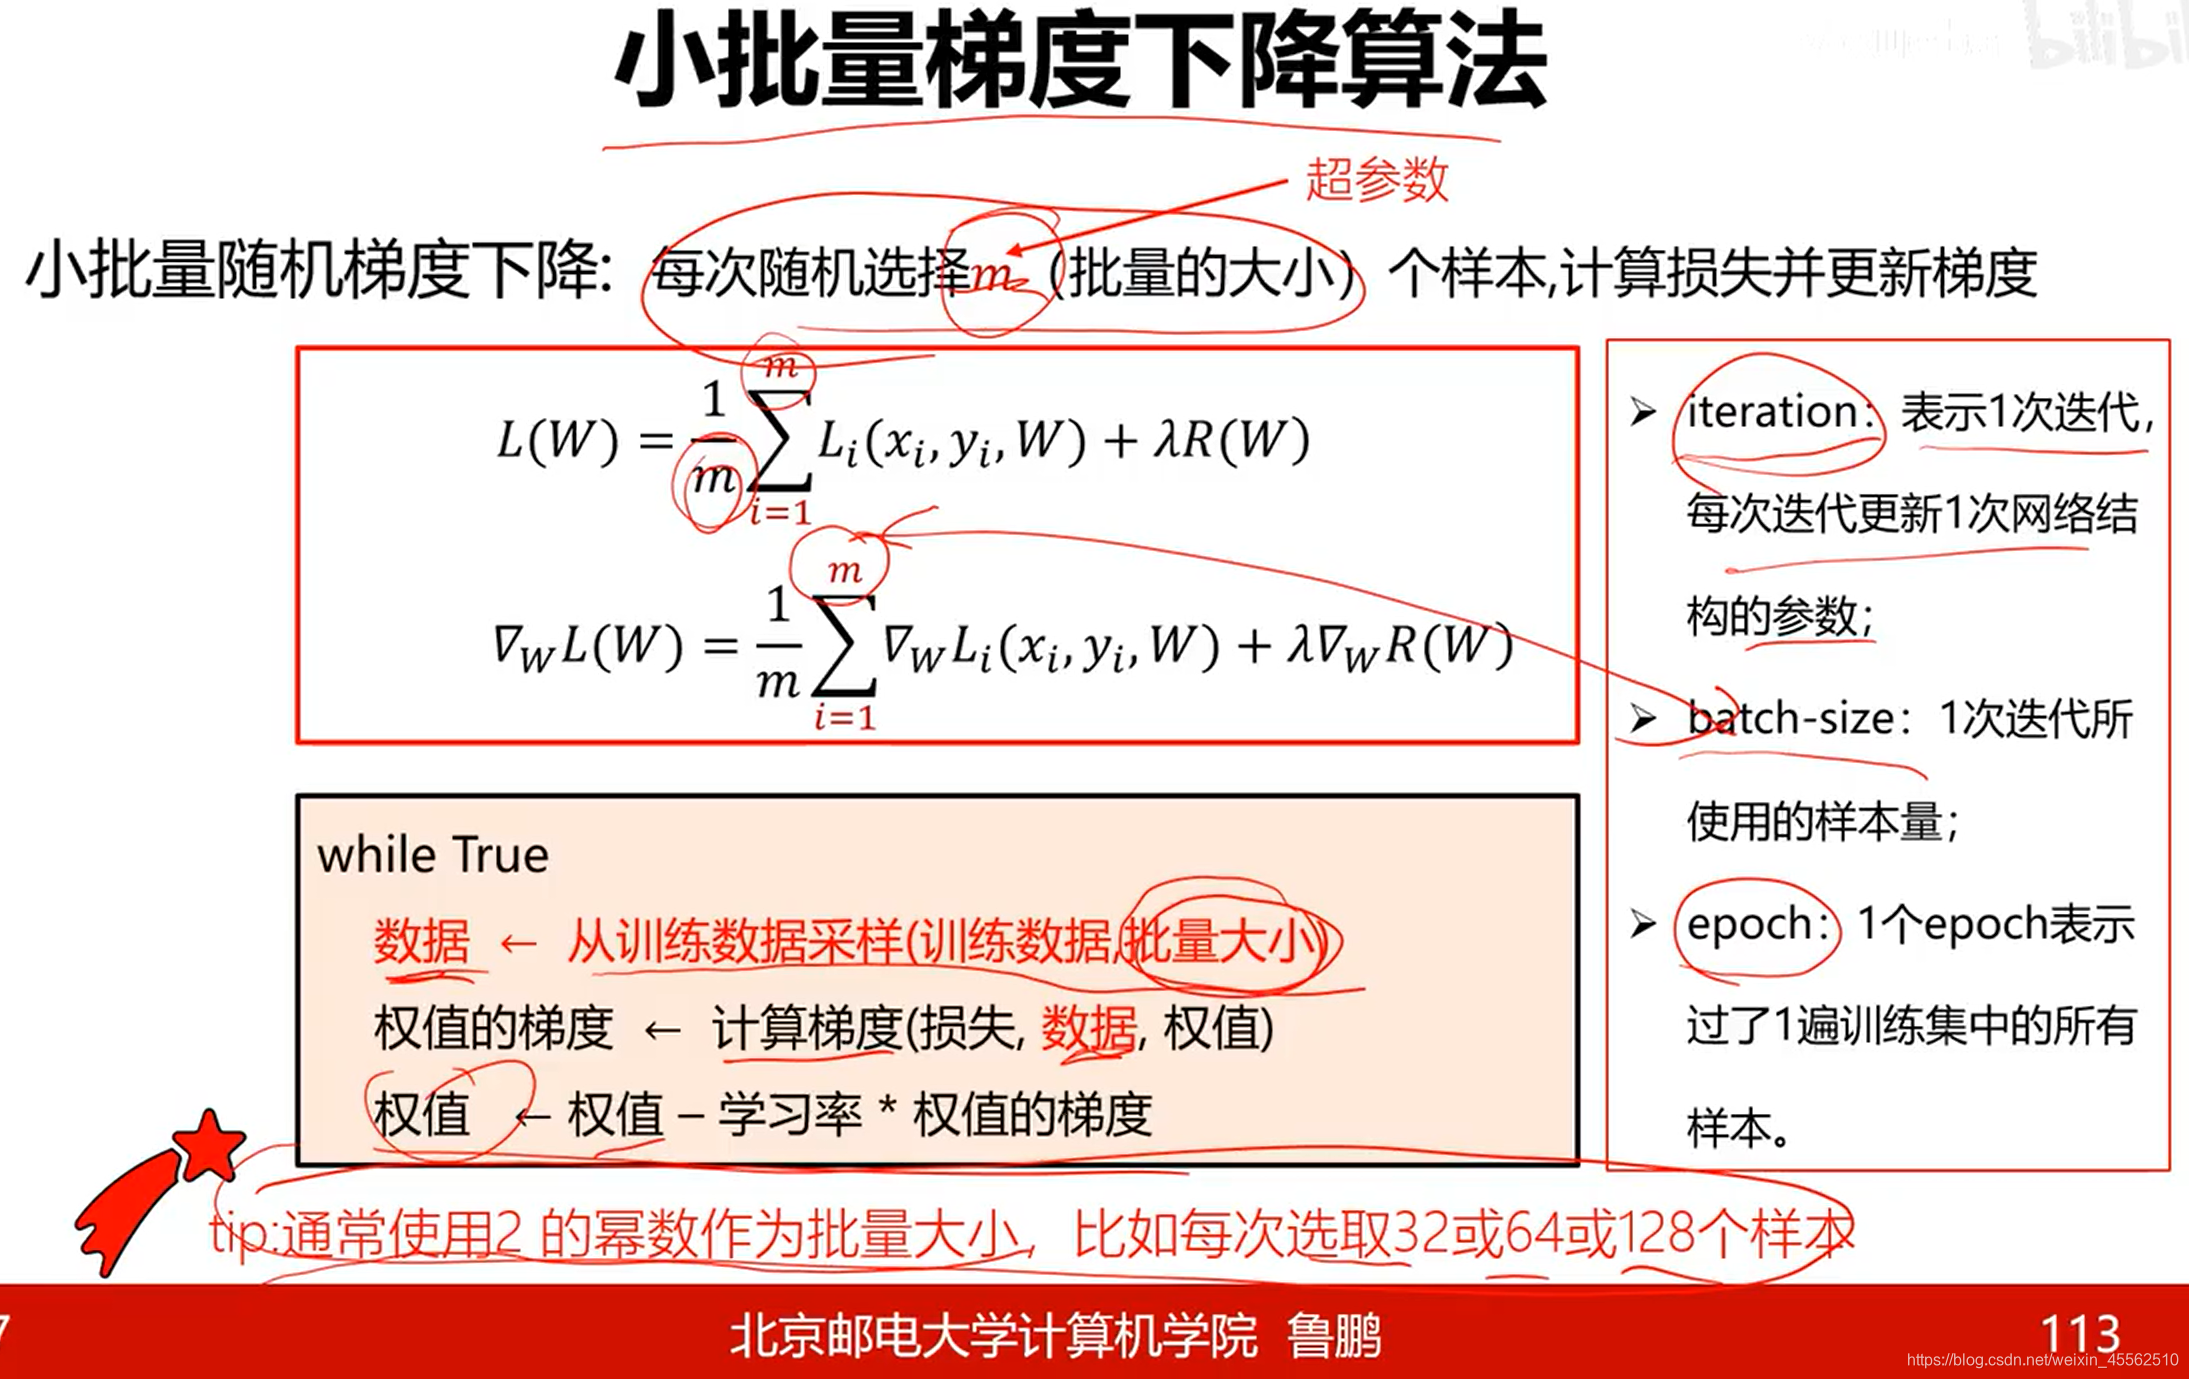 小批量梯度下降算法
bilibili
超参数
小批量随机梯度下降: 每次随机选择m (批量的大小) 个样本,计算损失并更新梯度
L(W) = 1/m ∑_{i=1}^{m} L_i(x_i, y_i, W) + λR(W)
∇_W L(W) = 1/m ∑_{i=1}^{m} ∇_W L_i(x_i, y_i, W) + λ∇_W R(W)
while True
数据 ← 从训练数据采样(训练数据,批量大小)
权值的梯度 ← 计算梯度(损失, 数据, 权值)
权值 ← 权值 – 学习率 * 权值的梯度
➢ iteration: 表示1次迭代,
每次迭代更新1次网络结
构的参数;
➢ batch-size: 1次迭代所
使用的样本量;
➢ epoch: 1个epoch表示
过了1遍训练集中的所有
样本。
tip:通常使用2 的幂数作为批量大小, 比如每次选取32或64或128个样本
7
北京邮电大学计算机学院 鲁鹏
113
https://blog.csdn.net/weixin_45562510